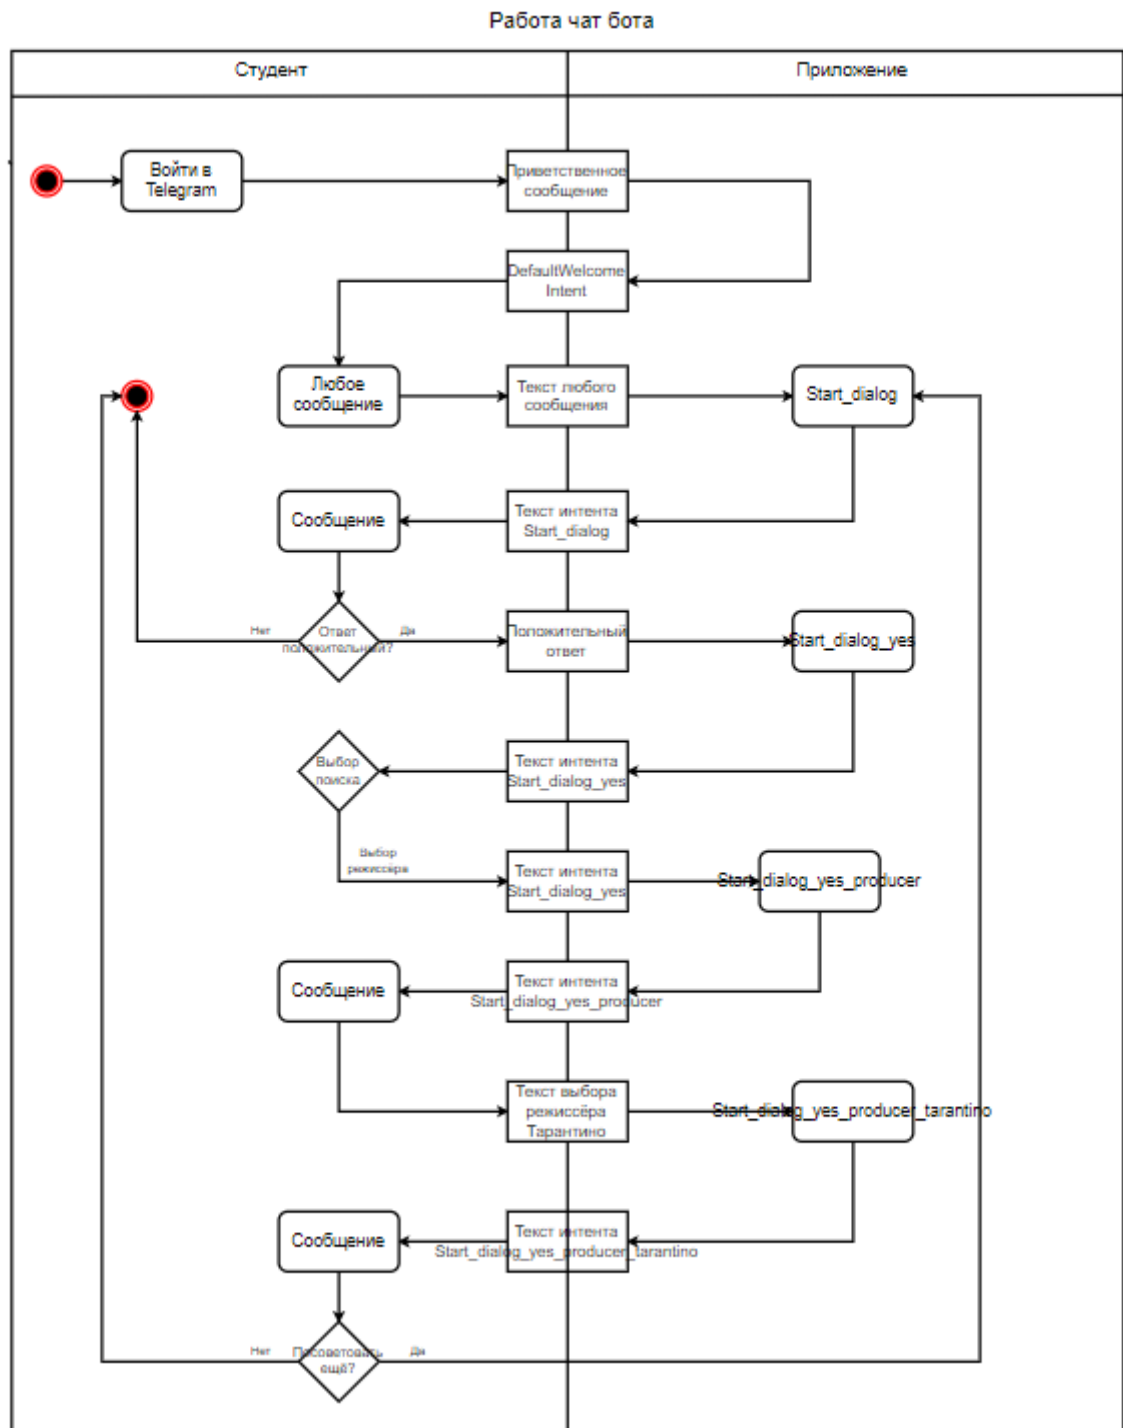 Работа чат бота
Студент
Приложение
Войти в
Telegram
Приветственное
сообщение
DefaultWelcome
Intent
Любое
сообщение
Текст любого
сообщения
Start_dialog
Сообщение
Текст интента
Start_dialog
Нет
Ответ
положительный?
Да
Положительный
ответ
Start_dialog_yes
Выбор
поиска
Текст интента
Start_dialog_yes
Выбор
режиссёра
Текст интента
Start_dialog_yes
Start_dialog_yes_producer
Сообщение
Текст интента
Start_dialog_yes_producer
Текст выбора
режиссёра
Тарантино
Start_dialog_yes_producer_tarantino
Сообщение
Текст интента
Start_dialog_yes_producer_tarantino
Нет
Посоветовать
ещё?
Да